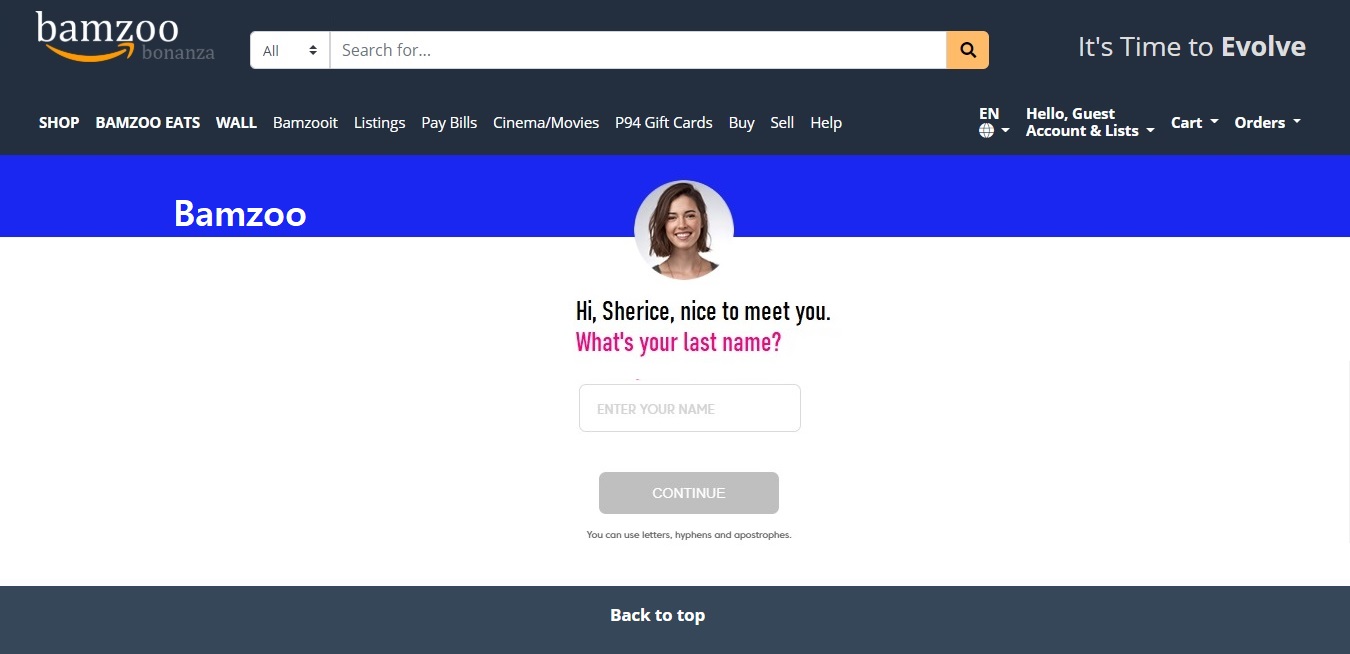 bamzoo
bonanza
All
Search for...
It's Time to Evolve
SHOP BAMZOO EATS WALL Bamzooit Listings Pay Bills Cinema/Movies P94 Gift Cards Buy Sell Help
EN
Hello, Guest
Account & Lists
Cart
Orders
Bamzoo
Hi, Sherice, nice to meet you.
What's your last name?
ENTER YOUR NAME
CONTINUE
You can use letters, hyphens and apostrophes.
Back to top